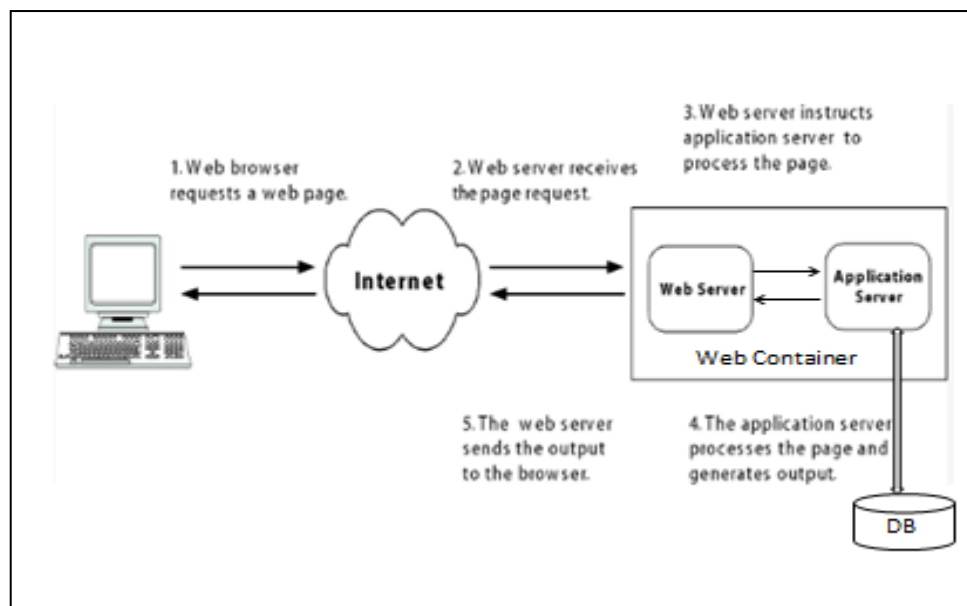 3. Web server instructs
application server to
process the page.
1. Web browser
requests a web page.
2. Web server receives
the page request.
Internet
Web Server
Application
Server
Web Container
5. The web server
sends the output
to the browser.
4. The application server
processes the page and
generates output.
DB